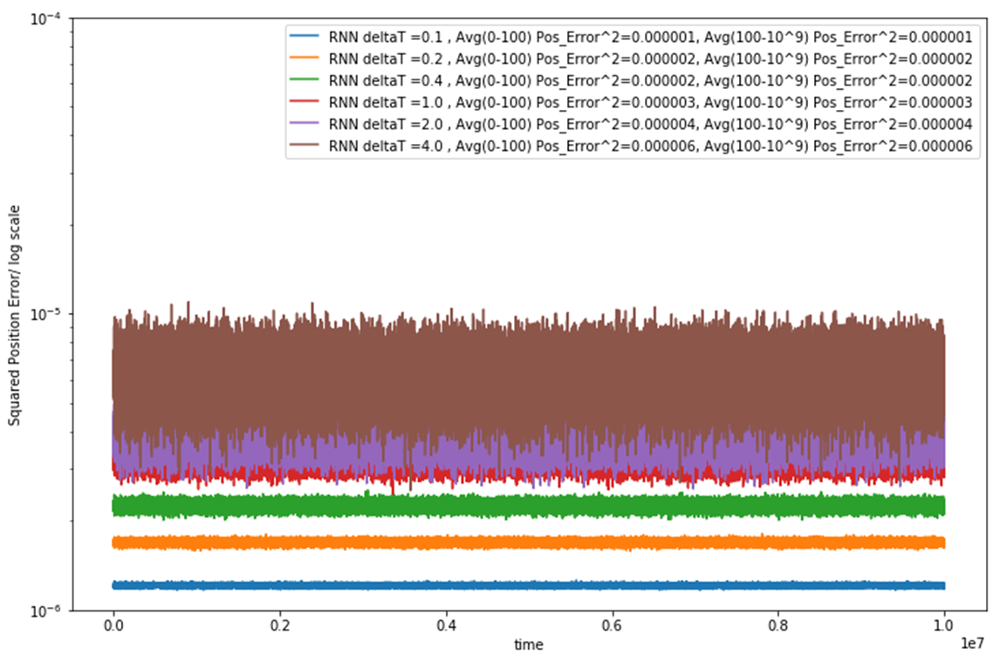 10^-4
RNN deltaT =0.1 , Avg(0-100) Pos_Error^2=0.000001, Avg(100-10^9) Pos_Error^2=0.000001
RNN deltaT =0.2 , Avg(0-100) Pos_Error^2=0.000002, Avg(100-10^9) Pos_Error^2=0.000002
RNN deltaT =0.4 , Avg(0-100) Pos_Error^2=0.000002, Avg(100-10^9) Pos_Error^2=0.000002
RNN deltaT =1.0 , Avg(0-100) Pos_Error^2=0.000003, Avg(100-10^9) Pos_Error^2=0.000003
RNN deltaT =2.0 , Avg(0-100) Pos_Error^2=0.000004, Avg(100-10^9) Pos_Error^2=0.000004
RNN deltaT =4.0 , Avg(0-100) Pos_Error^2=0.000006, Avg(100-10^9) Pos_Error^2=0.000006
Squared Position Error/ log scale
10^-5
10^-6
0.0 0.2 0.4 0.6 0.8 1.0
1e7
time